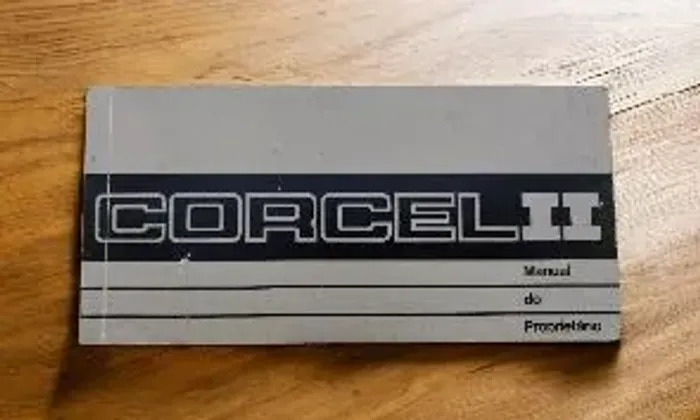 CORCEL II
Manual
do
Proprietário